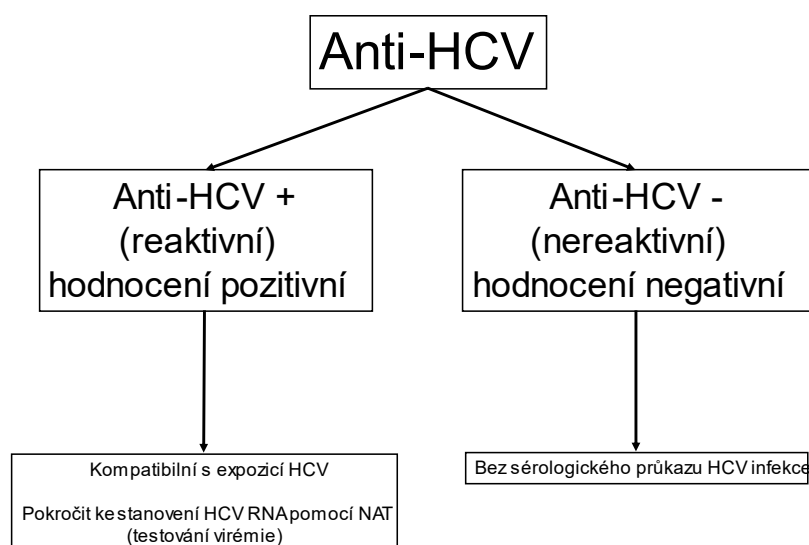 Anti-HCV
Anti-HCV +
(reaktivní)
hodnocení pozitivní
Anti-HCV -
(nereaktivní)
hodnocení negativní
Kompatibilní s expozicí HCV
Pokročit ke stanovení HCV RNA pomocí NAT
(testování virémie)
Bez sérologického průkazu HCV infekce